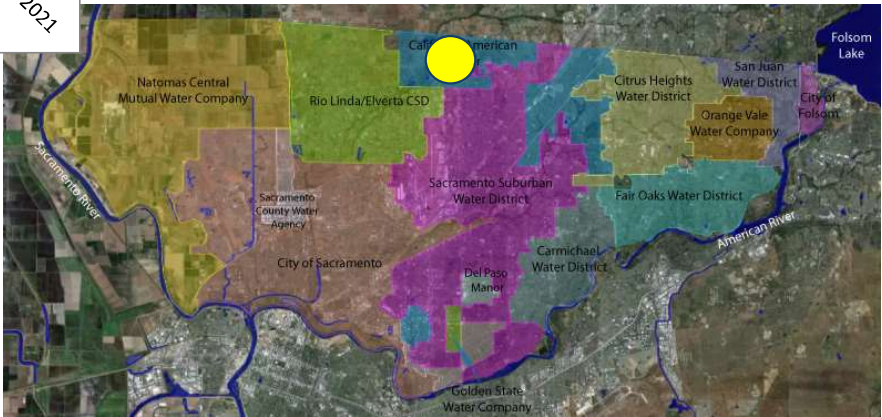 2021
Folsom
Lake
Calif
American
Natomas Central
Mutual Water Company
Rio Linda/Elverta CSD
Citrus Heights
Water District
San Juan
Water District
City of
Folsom
Orange Vale
Water Company
Sacramento River
Sacramento
County Water
Agency
Sacramento Suburban
Water District
Fair Oaks Water District
American River
City of Sacramento
Carmichael
Water District
Del Paso
Manor
Golden State
Water Company